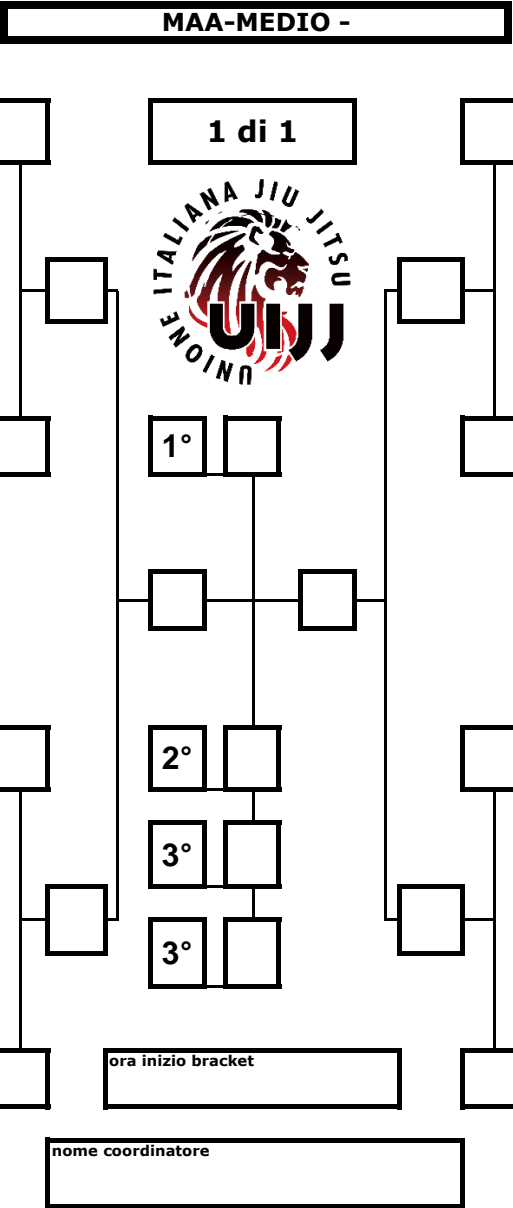 MAA-MEDIO -
1 di 1
UNIONE ITALIANA JIU JITSU
UIJJ
1°
2°
3°
3°
ora inizio bracket
nome coordinatore